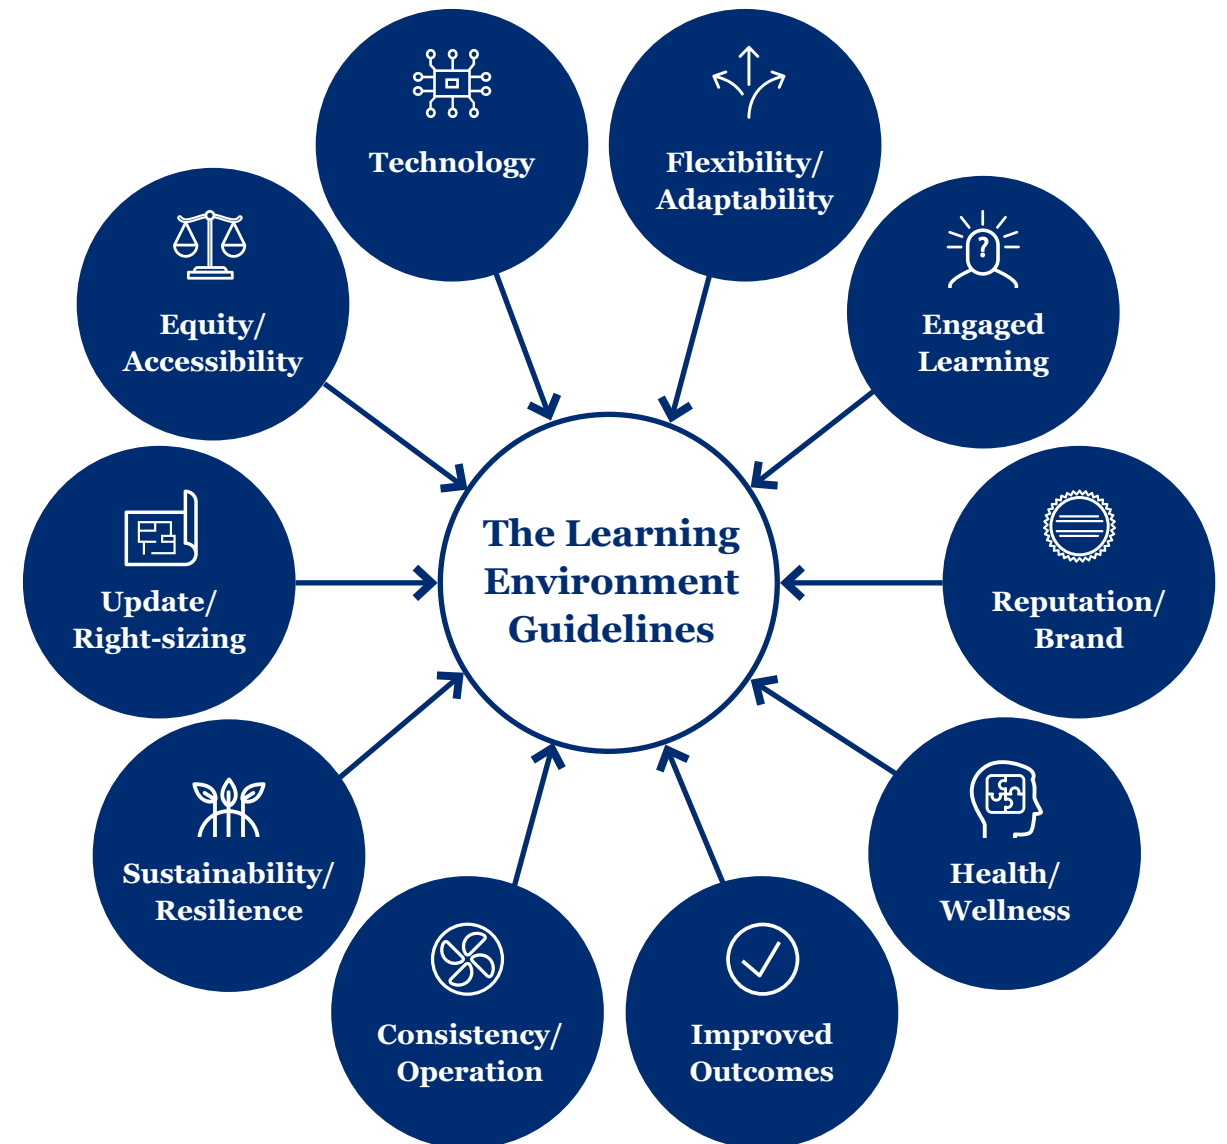 Technology
Flexibility/
Adaptability
?
Engaged
Learning
Equity/
Accessibility
The Learning
Environment
Guidelines
Update/
Right-sizing
Reputation/
Brand
Sustainability/
Resilience
Health/
Wellness
Consistency/
Operation
Improved
Outcomes